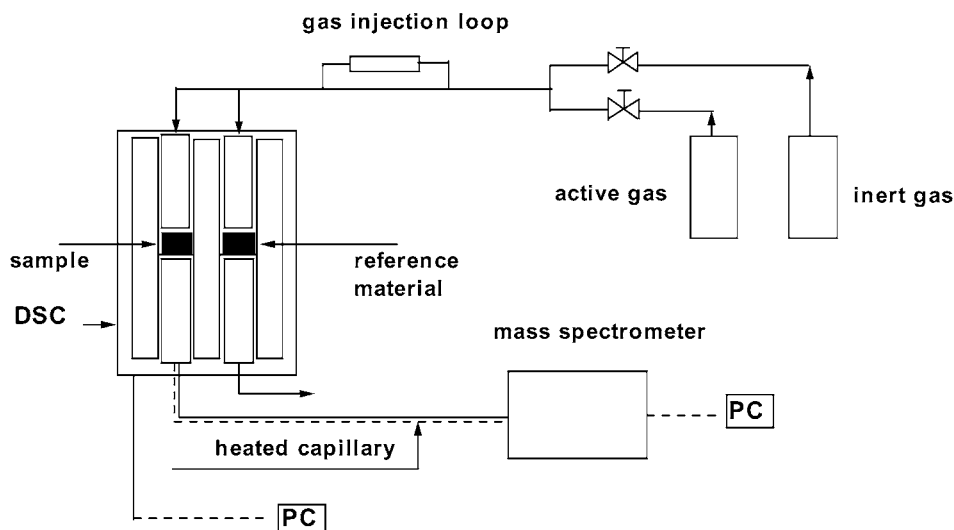 gas injection loop
active gas
inert gas
sample
reference
material
DSC
mass spectrometer
PC
heated capillary
PC